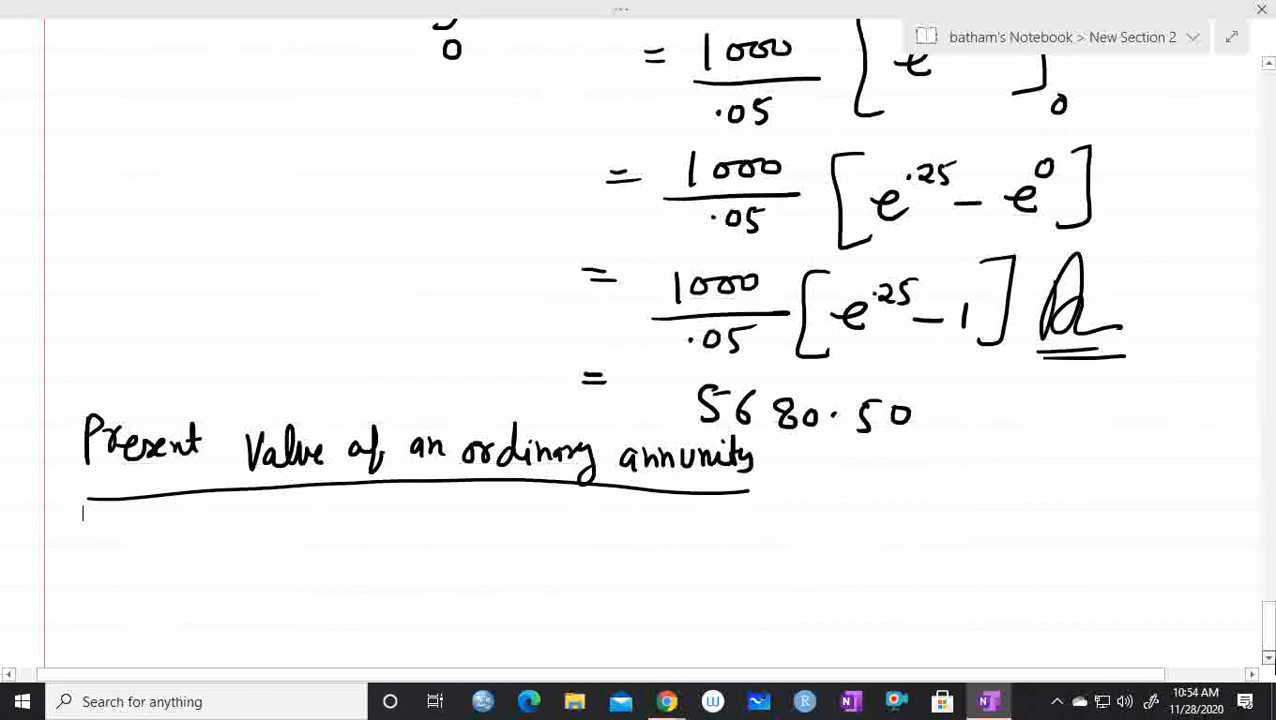 batham's Notebook > New Section 2
0
= 1000/.05 [e ]0
= 1000/.05 [e^.25 - e^0]
= 1000/.05 [e^.25 - 1]
= 5680.50
Present Value of an ordinary annunity
Search for anything
10:54 AM
11/28/2020